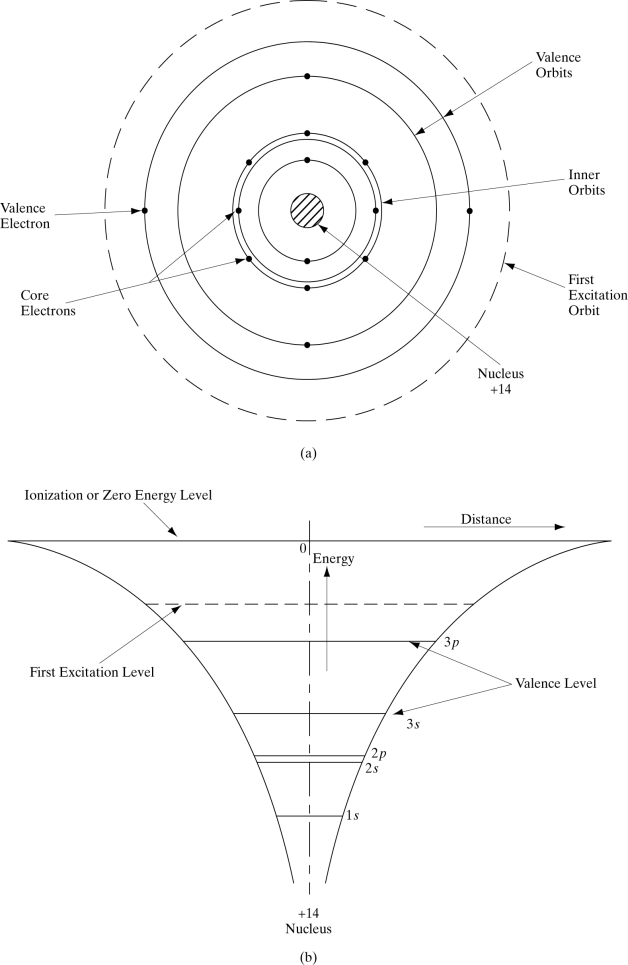 Valence
Orbits
Inner
Orbits
Valence
Electron
First
Excitation
Orbit
Core
Electrons
Nucleus
+14
(a)
Ionization or Zero Energy Level
Distance
0
Energy
First Excitation Level
3p
Valence Level
3s
2p
2s
1s
+14
Nucleus
(b)